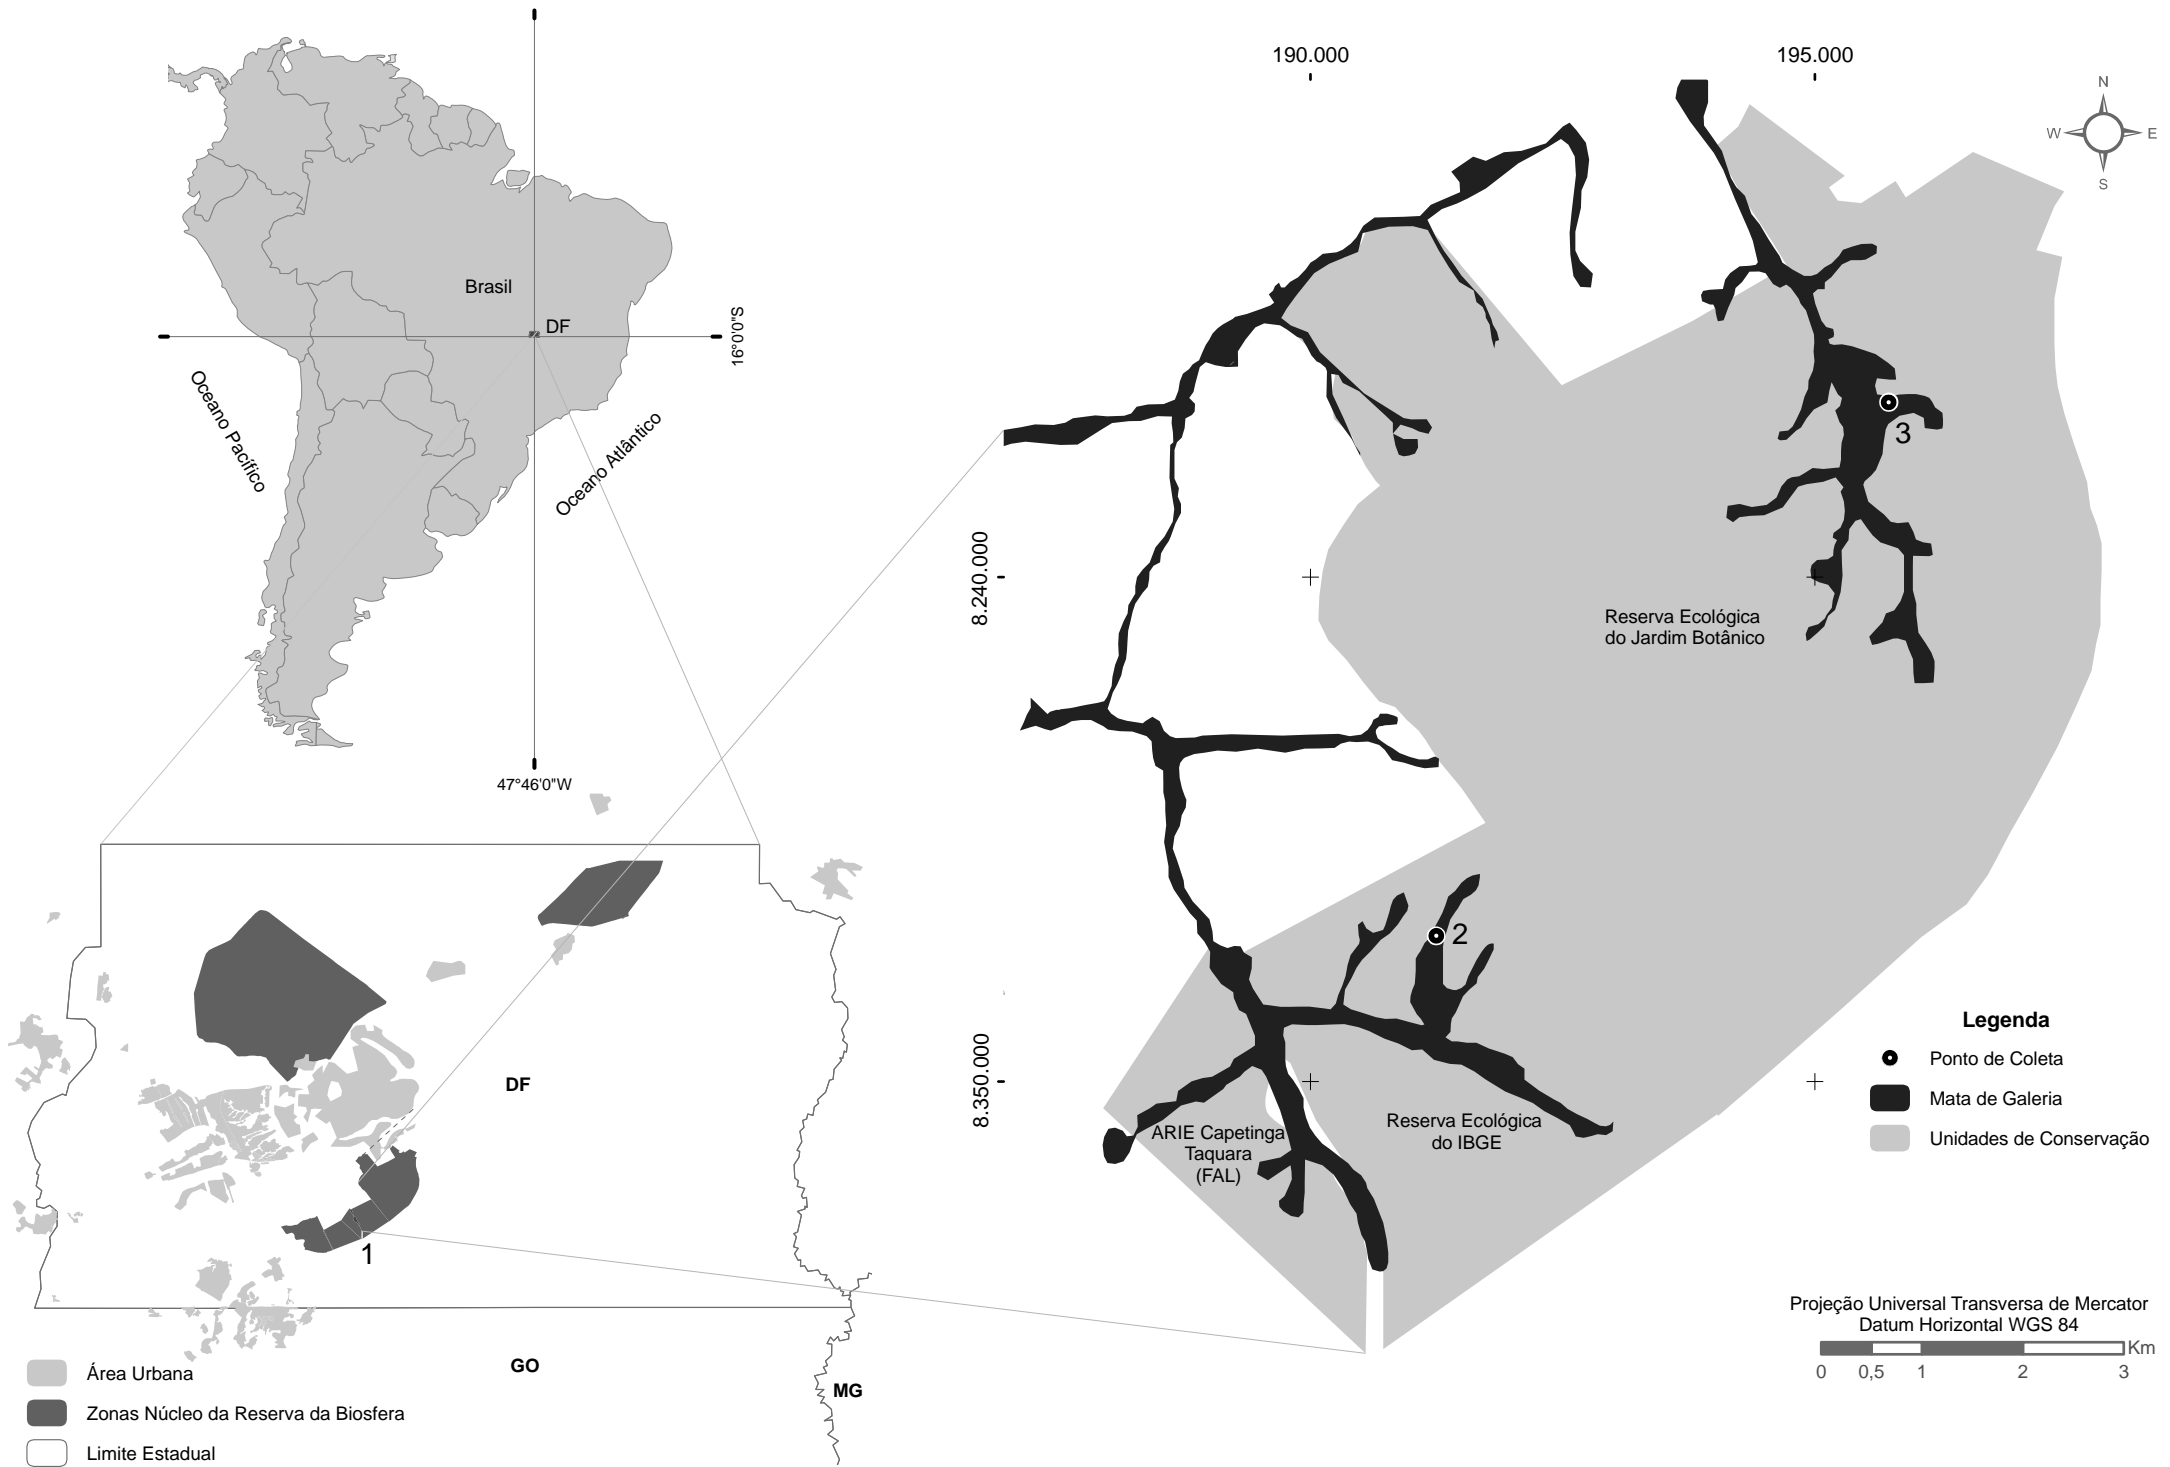 190.000
195.000
N
W
E
S
Brasil
DF
16°0'0"S
Oceano Pacífico
Oceano Atlântico
47°46'0"W
3
8.240.000
Reserva Ecológica
do Jardim Botânico
2
8.350.000
ARIE Capetinga
Taquara
(FAL)
Reserva Ecológica
do IBGE
DF
1
GO
MG
Área Urbana
Zonas Núcleo da Reserva da Biosfera
Limite Estadual
Legenda
Ponto de Coleta
Mata de Galeria
Unidades de Conservação
Projeção Universal Transversa de Mercator
Datum Horizontal WGS 84
Km
0 0,5 1 2 3